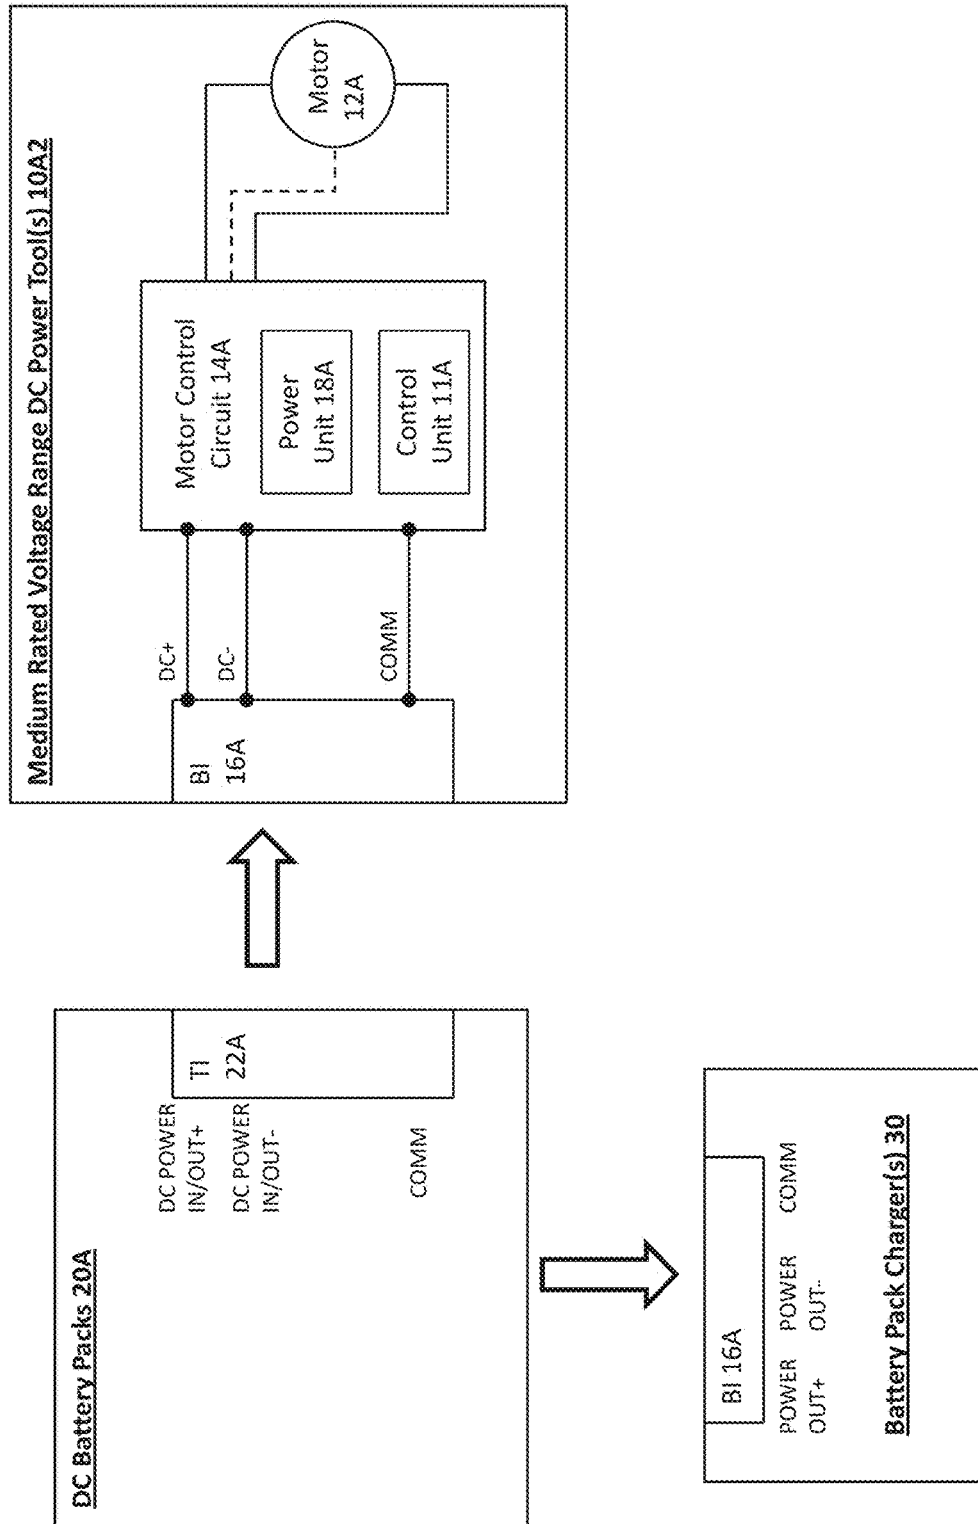 DC Battery Packs 20A
DC POWER
IN/OUT+
DC POWER
IN/OUT-
COMM
TI
22A
Medium Rated Voltage Range DC Power Tool(s) 10A2
BI
16A
DC+
DC-
COMM
Motor Control
Circuit 14A
Power
Unit 18A
Control
Unit 11A
Motor
12A
BI 16A
POWER
OUT+
POWER
OUT-
COMM
Battery Pack Charger(s) 30